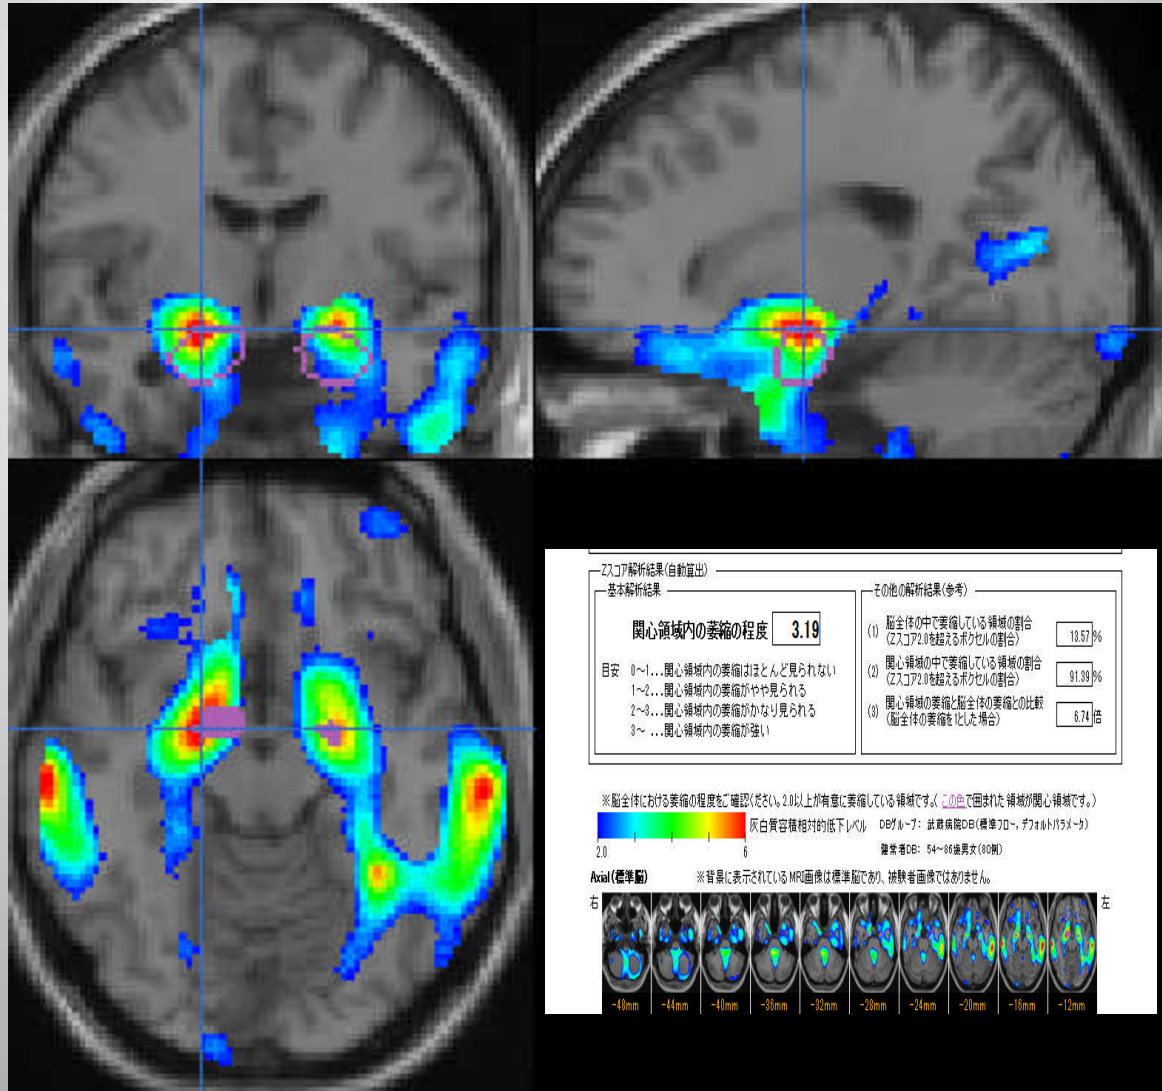 Zスコア解析結果(自動算出)
基本解析結果
関心領域内の萎縮の程度 3.19
目安 0～1...関心領域内の萎縮はほとんど見られない
1～2...関心領域内の萎縮がやや見られる
2～3...関心領域内の萎縮がかなり見られる
3～ ...関心領域内の萎縮が強い
その他の解析結果(参考)
(1) 脳全体の中で萎縮している領域の割合
(Zスコア2.0を超えるボクセルの割合) 13.57 %
(2) 関心領域の中で萎縮している領域の割合
(Zスコア2.0を超えるボクセルの割合) 91.39 %
(3) 関心領域の萎縮と脳全体の萎縮との比較
(脳全体の萎縮を1とした場合) 6.74 倍
※脳全体における萎縮の程度をご確認ください。2.0以上が有意に萎縮している領域です。( この色で囲まれた領域が関心領域です。)
灰白質容積相対的低下レベル
2.0 6
DBグループ: 武蔵病院DB(標準フロー, デフォルトパラメータ)
健常者DB: 54～86歳男女(80例)
Axial(標準脳) ※背景に表示されているMRI画像は標準脳であり、被験者画像ではありません。
右 左
-48mm -44mm -40mm -36mm -32mm -28mm -24mm -20mm -16mm -12mm